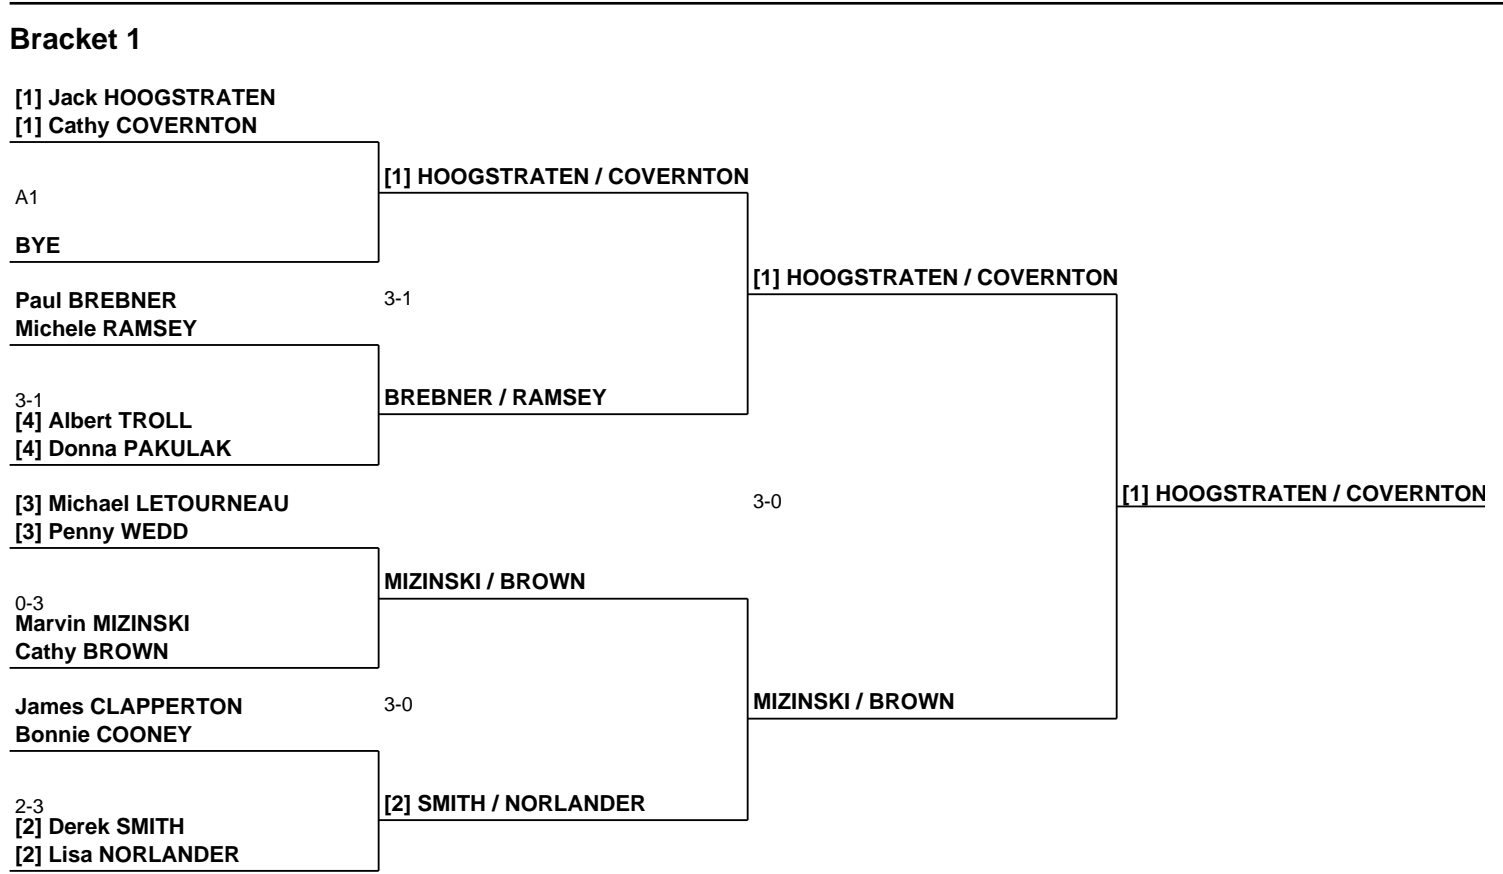 Bracket 1
[1] Jack HOOGSTRATEN
[1] Cathy COVERNTON
A1
BYE
Paul BREBNER
Michele RAMSEY
3-1
[4] Albert TROLL
[4] Donna PAKULAK
[3] Michael LETOURNEAU
[3] Penny WEDD
0-3
Marvin MIZINSKI
Cathy BROWN
James CLAPPERTON
Bonnie COONEY
2-3
[2] Derek SMITH
[2] Lisa NORLANDER
[1] HOOGSTRATEN / COVERNTON
3-1
BREBNER / RAMSEY
MIZINSKI / BROWN
3-0
[2] SMITH / NORLANDER
[1] HOOGSTRATEN / COVERNTON
3-0
MIZINSKI / BROWN
[1] HOOGSTRATEN / COVERNTON